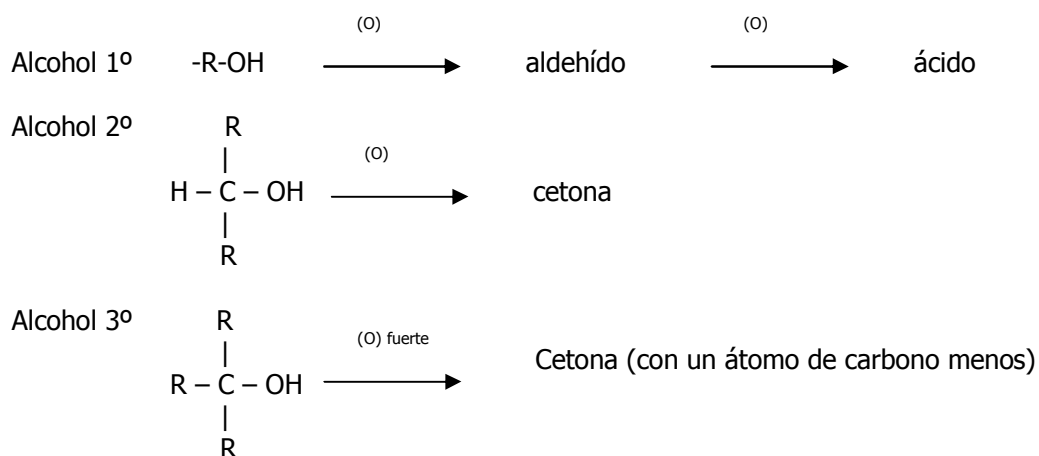 (O) (O)
Alcohol 1º -R-OH aldehído ácido
Alcohol 2º R
|
(O)
H – C – OH cetona
|
R
Alcohol 3º R
|
(O) fuerte
Cetona (con un átomo de carbono menos)
R – C – OH
|
R